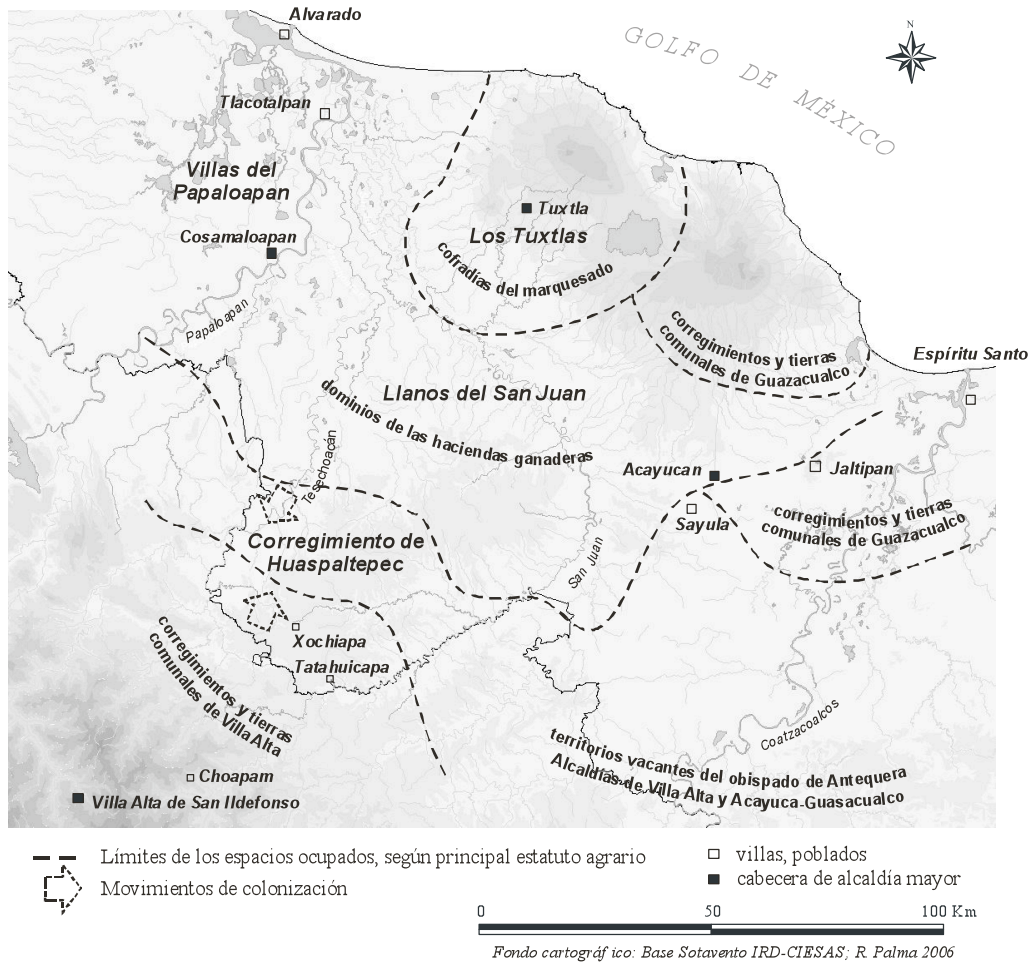 Alvarado
GOLFO DE MÉXICO
N
Tlacotalpan
Villas del
Papaloapan
Tuxtla
Los Tuxtlas
Cosamaloapan
cofradías del marquesado
Papaloapan
corregimientos y tierras
comunales de Guazacualco
Espíritu Santo
Llanos del San Juan
dominios de las haciendas ganaderas
Tesechoacán
Acayucan
Jaltipan
Sayula
corregimientos y tierras
comunales de Guazacualco
Corregimiento de
Huaspaltepec
San Juan
Xochiapa
Tatahuicapa
corregimientos y tierras
comunales de Villa Alta
Coatzacoalcos
territorios vacantes del obispado de Antequera
Alcaldías de Villa Alta y Acayuca-Guasacualco
Choapam
Villa Alta de San Ildefonso
Límites de los espacios ocupados, según principal estatuto agrario
Movimientos de colonización
villas, poblados
cabecera de alcaldía mayor
0 50 100 Km
Fondo cartográf ico: Base Sotavento IRD-CIESAS; R. Palma 2006